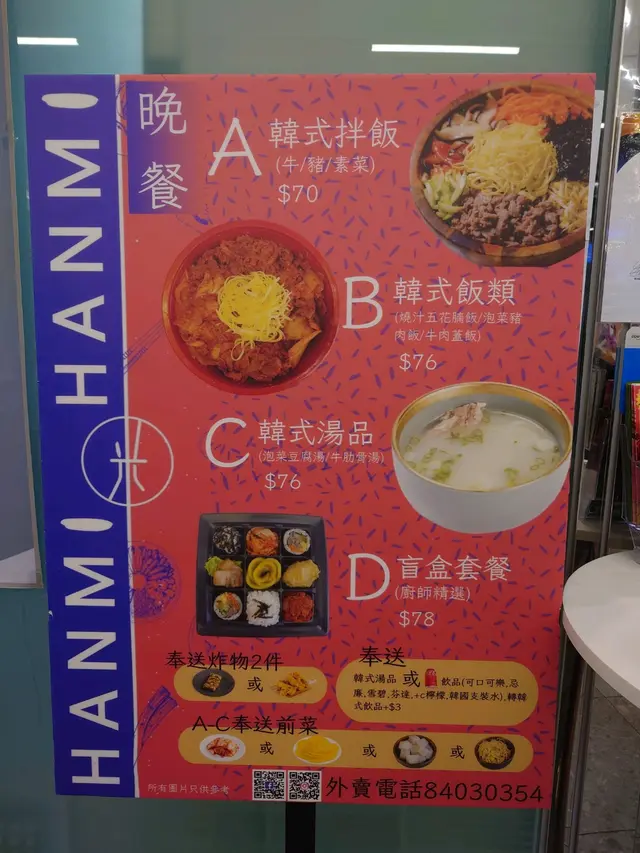 HANMI HANMI
晚餐
A 韓式拌飯
(牛/豬/素菜)
$70
B 韓式飯類
(燒汁五花腩飯/泡菜豬
肉飯/牛肉蓋飯)
$76
C 韓式湯品
(泡菜豆腐湯/牛肋骨湯)
$76
D 盲盒套餐
(廚師精選)
$78
奉送炸物2件
或
奉送
韓式湯品 或 飲品(可口可樂,忌
廉,雪碧,芬達,+c檸檬,韓國支裝水),轉韓
式飲品+$3
A-C奉送前菜
或 或 或
所有圖片只供參考
外賣電話84030354